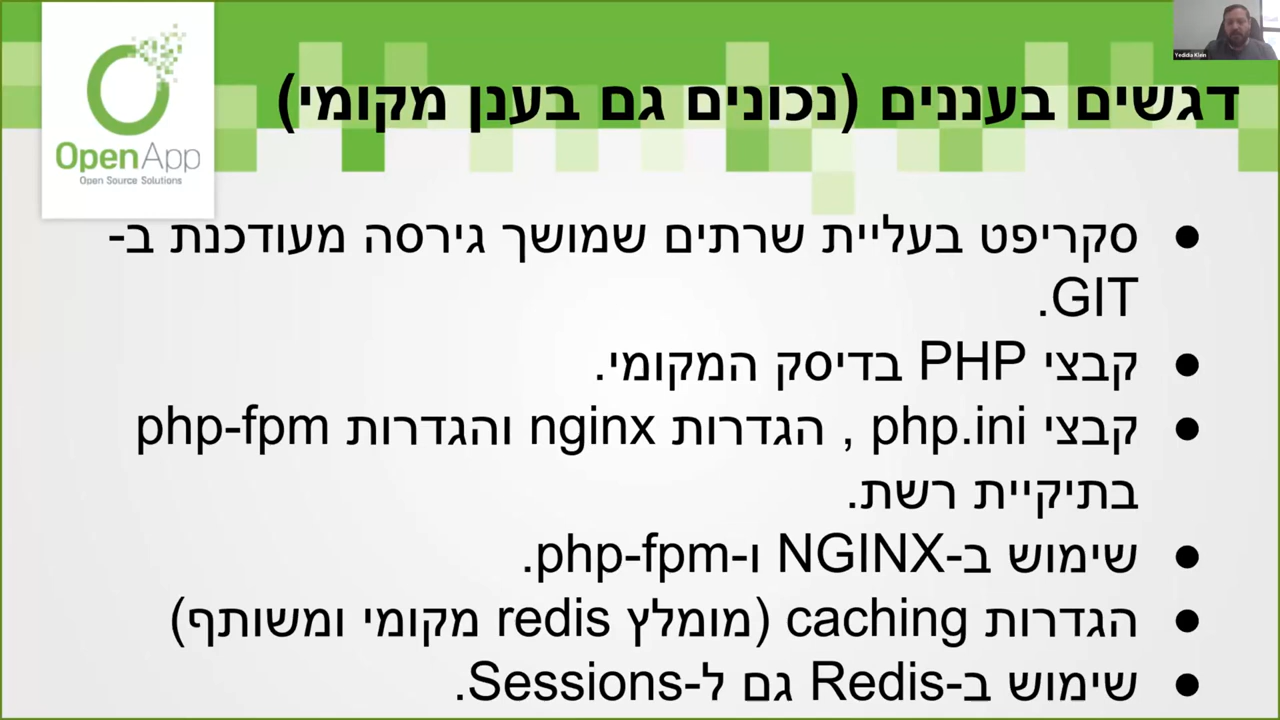 OpenApp
Open Source Solutions
Yedidia Klein
דגשים בעננים (נכונים גם בענן מקומי)
● סקריפט בעליית שרתים שמושך גירסה מעודכנת ב-
GIT.
● קבצי PHP בדיסק המקומי.
● קבצי php.ini , הגדרות nginx והגדרות php-fpm
בתיקיית רשת.
● שימוש ב-NGINX ו-php-fpm.
● הגדרות caching (מומלץ redis מקומי ומשותף)
● שימוש ב-Redis גם ל-Sessions.